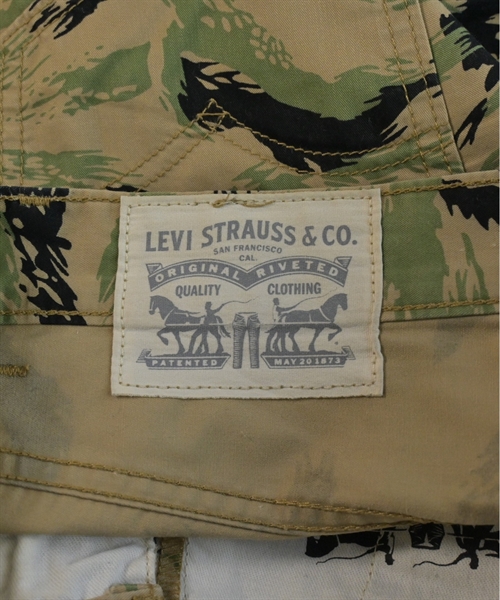 LEVI STRAUSS & CO.
SAN FRANCISCO
CAL.
ORIGINAL RIVETED
QUALITY CLOTHING
PATENTED MAY 20 1873